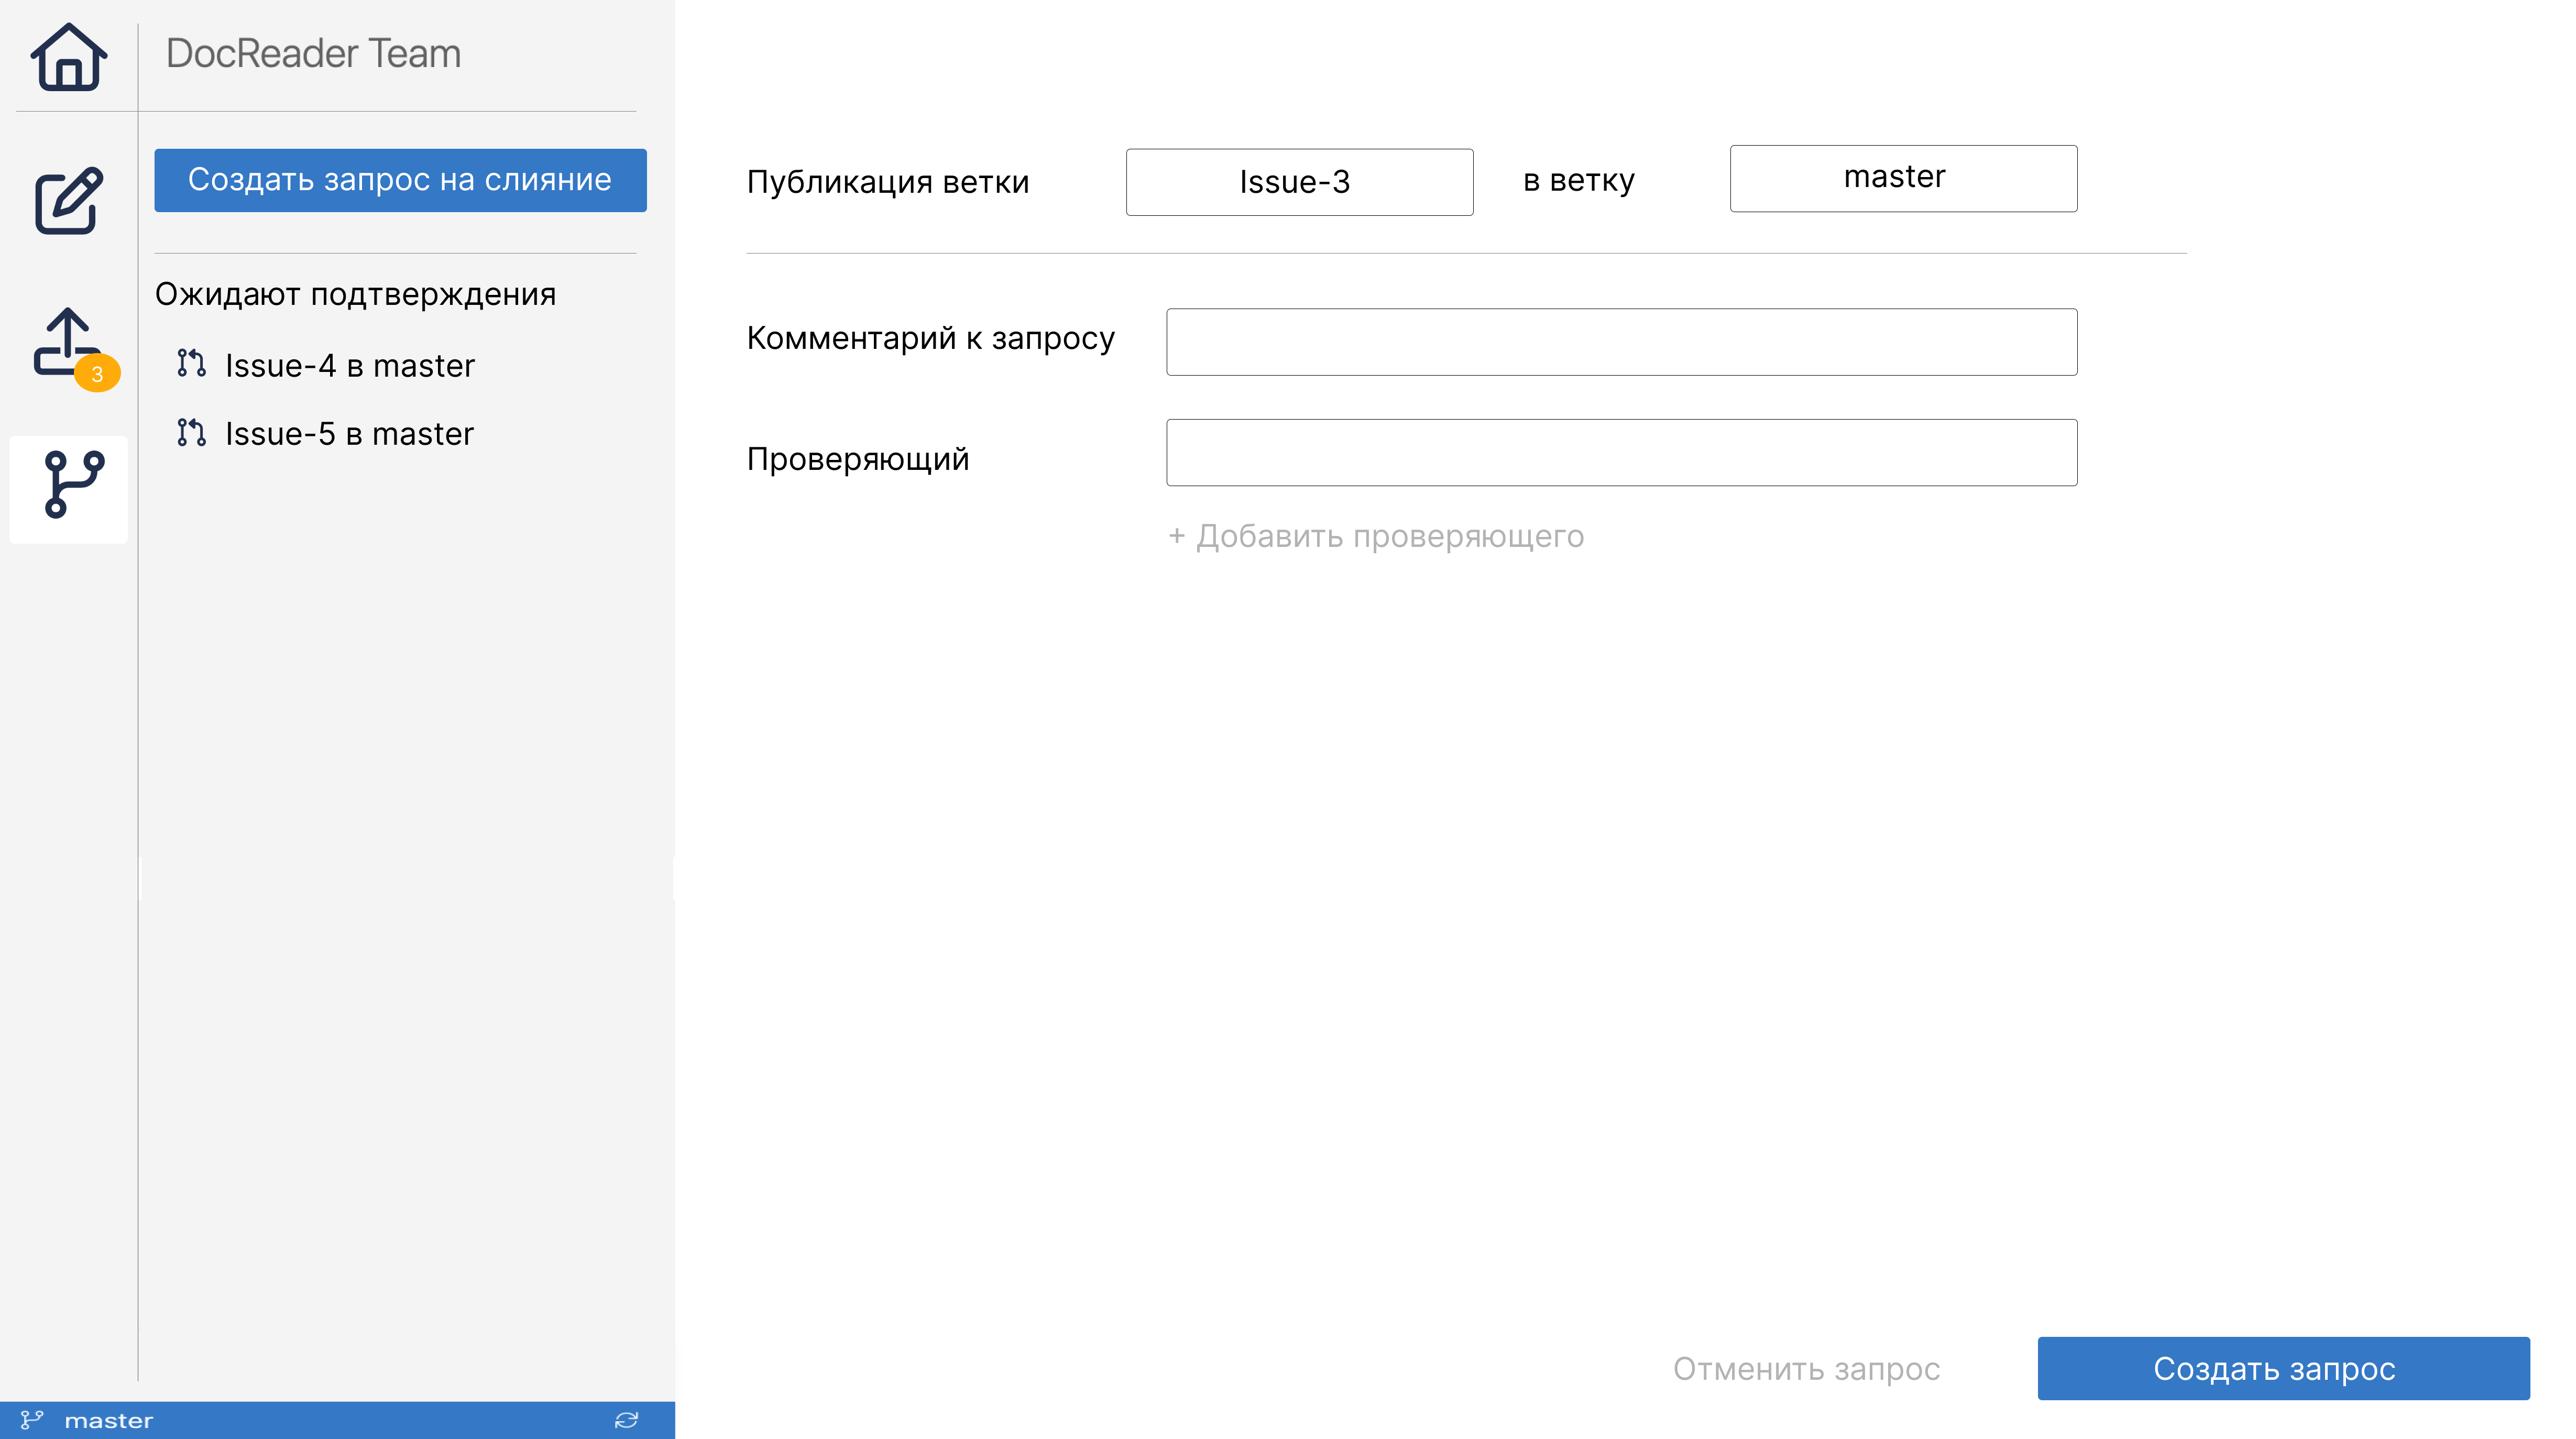 DocReader Team
Создать запрос на слияние
Ожидают подтверждения
Issue-4 в master
Issue-5 в master
3
master
Публикация ветки Issue-3 в ветку master
Комментарий к запросу
Проверяющий
+ Добавить проверяющего
Отменить запрос Создать запрос